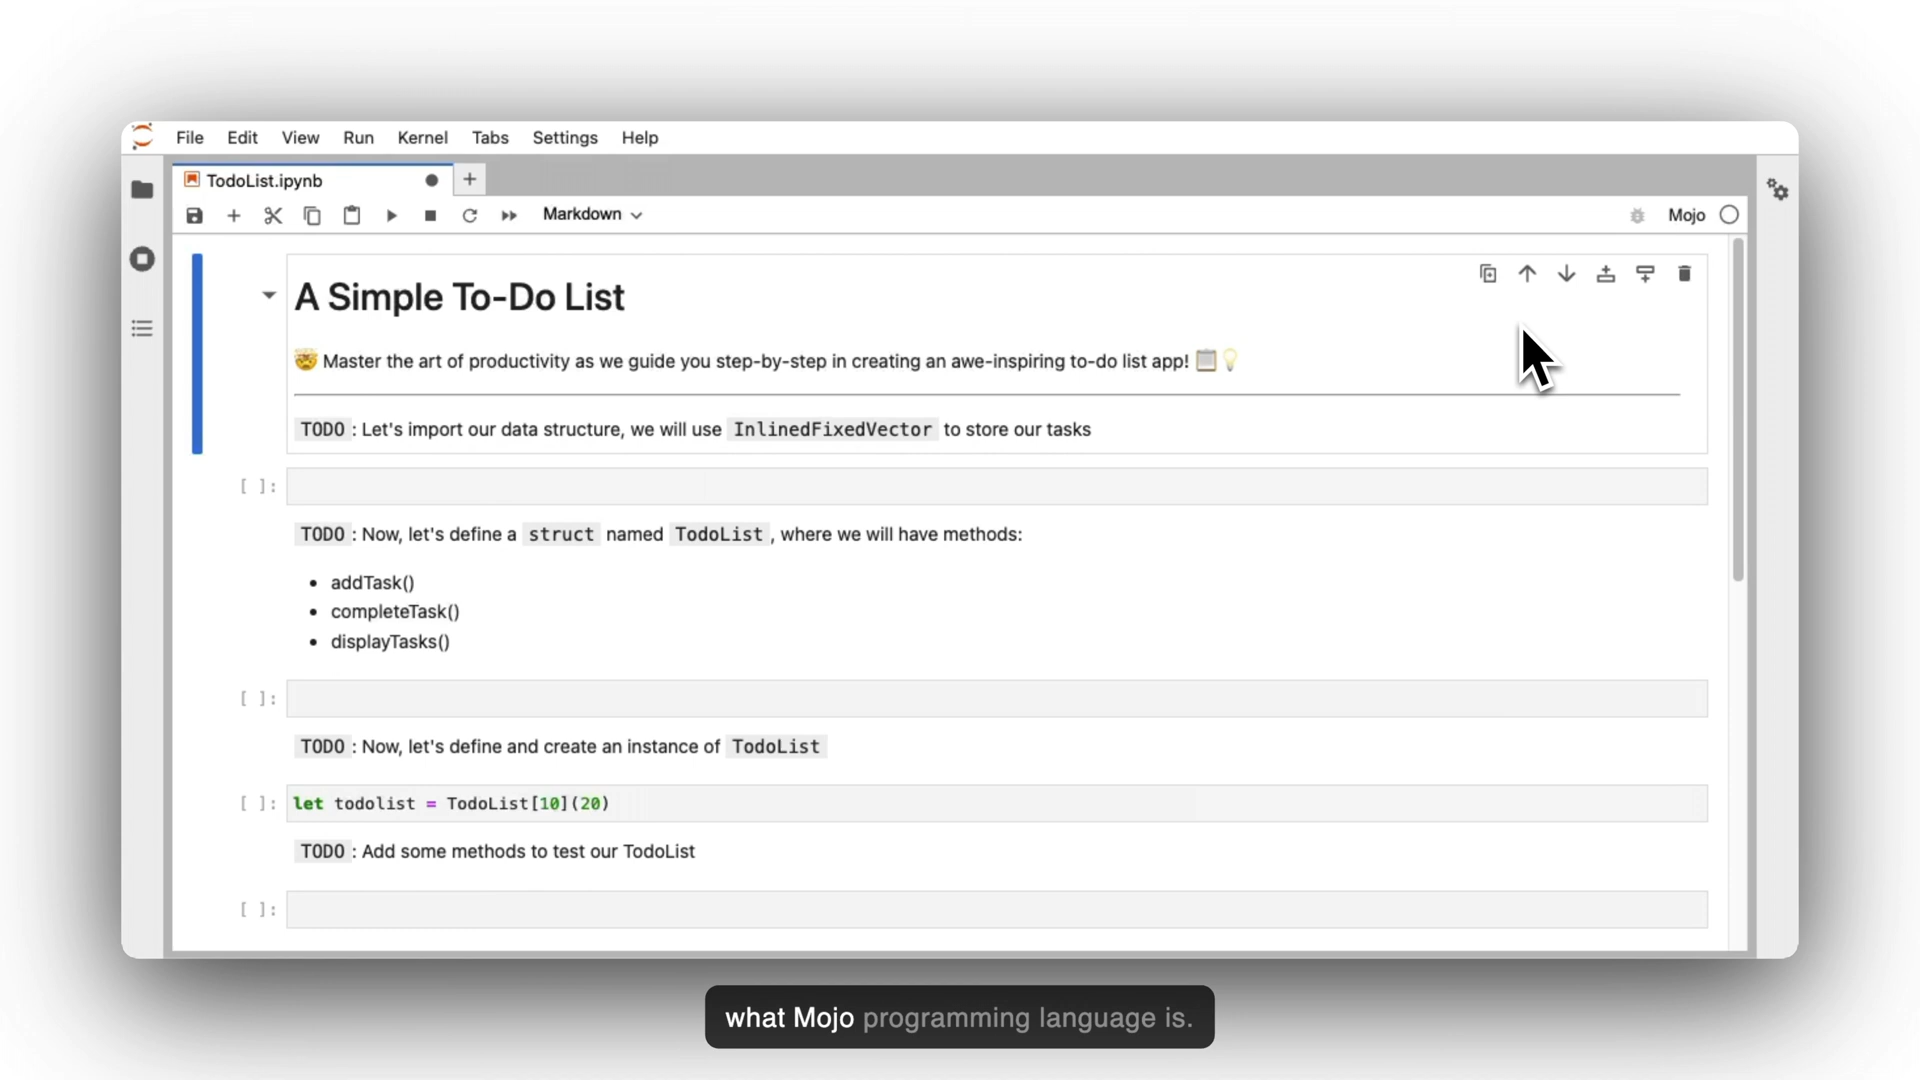 File Edit View Run Kernel Tabs Settings Help
TodoList.ipynb
Markdown
Mojo
A Simple To-Do List
🤯 Master the art of productivity as we guide you step-by-step in creating an awe-inspiring to-do list app! 📋💡
TODO : Let's import our data structure, we will use InlinedFixedVector to store our tasks
[ ]:
TODO : Now, let's define a struct named TodoList , where we will have methods:
• addTask()
• completeTask()
• displayTasks()
[ ]:
TODO : Now, let's define and create an instance of TodoList
[ ]: let todolist = TodoList[10](20)
TODO : Add some methods to test our TodoList
[ ]:
what Mojo programming language is.